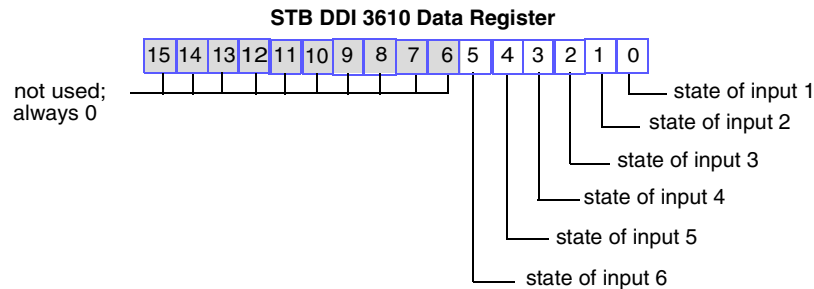 STB DDI 3610 Data Register
15 14 13 12 11 10 9 8 7 6 5 4 3 2 1 0
not used;
always 0
state of input 1
state of input 2
state of input 3
state of input 4
state of input 5
state of input 6